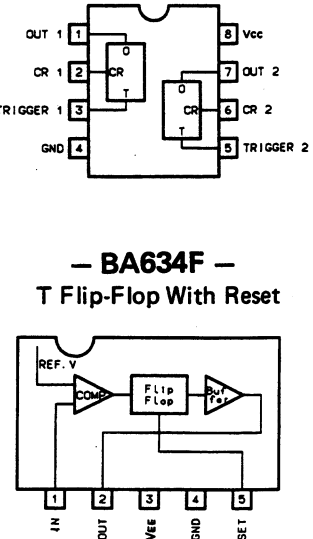 OUT 1 1 8 Vcc
O
CR 1 2 CR 7 OUT 2
O
T
TRIGGER 1 3 CR 6 CR 2
T
GND 4 5 TRIGGER 2
— BA634F —
T Flip-Flop With Reset
REF.V
COMP
Flip
Flop
Buf
fer
1 2 3 4 5
IN OUT VEE GND SET